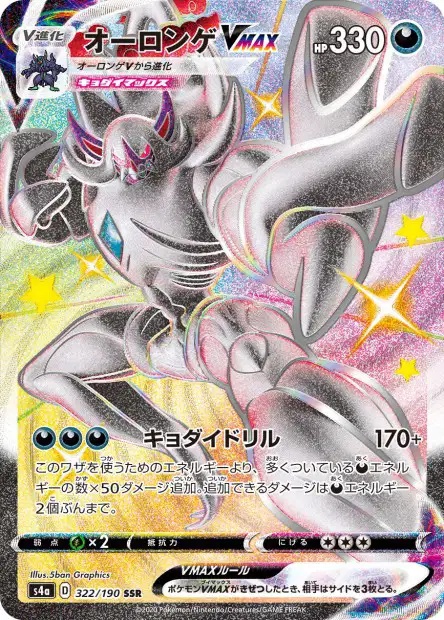 V進化
オーロンゲVMAX
HP330
オーロンゲVから進化
キョダイマックス
キョダイドリル 170+
このワザを使うためのエネルギーより、多くついているエネル
ギーの数×50ダメージ追加。追加できるダメージはエネルギー
2個ぶんまで。
弱点 ×2 抵抗力 にげる
Illus.5ban Graphics
VMAXルール
s4a D 322/190 SSR
ポケモンVMAXがきぜつしたとき、相手はサイドを3枚とる。
©2020 Pokémon/Nintendo/Creatures/GAME FREAK